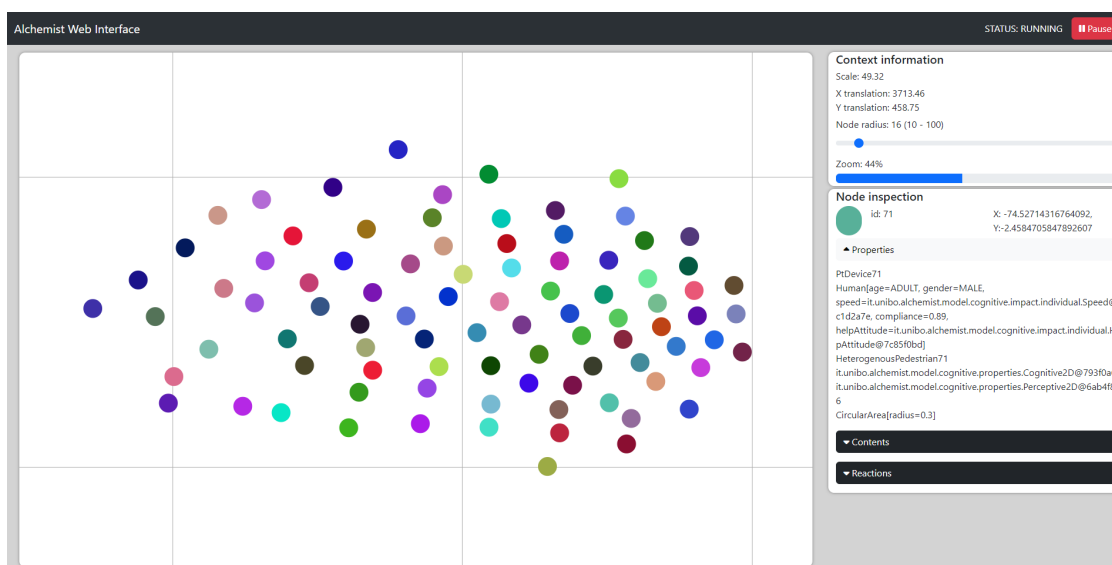 Alchemist Web Interface
STATUS: RUNNING
Pause
Context information
Scale: 49.32
X translation: 3713.46
Y translation: 458.75
Node radius: 16 (10 - 100)
Zoom: 44%
Node inspection
id: 71
X: -74.52714316764092,
Y:-2.4584705847892607
Properties
PtDevice71
Human[age=ADULT, gender=MALE,
speed=it.unibo.alchemist.model.cognitive.impact.individual.Speed@
c1d2a7e, compliance=0.89,
helpAttitude=it.unibo.alchemist.model.cognitive.impact.individual.H
pAttitude@7c85f0bd]
HeterogenousPedestrian71
it.unibo.alchemist.model.cognitive.properties.Cognitive2D@793f0a
it.unibo.alchemist.model.cognitive.properties.Perceptive2D@6ab4f
6
CircularArea[radius=0.3]
Contents
Reactions